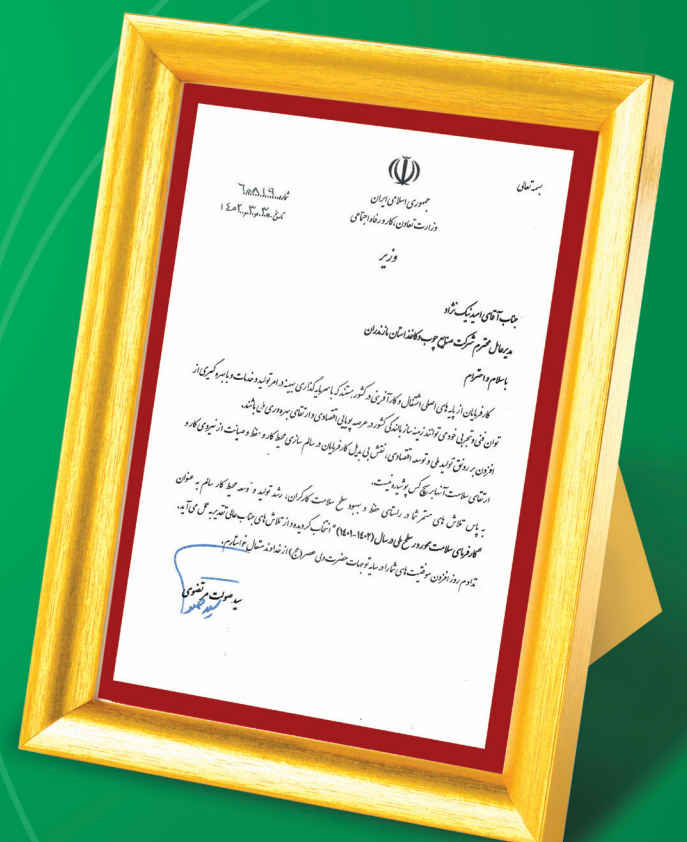 بسمه تعالی
جمهوری اسلامی ایران
وزارت تعاون، کار و رفاه اجتماعی
وزیر
شماره
تاریخ
جناب آقای امید نیک نژاد
مدیرعامل محترم شرکت صنایع چوب و کاغذ استان مازندران
باسلام و احترام
کارفرمایان از پایه های اصلی اشتغال و کارآفرینی در کشور هستند که با سرمایه گذاری بهینه در امر تولید و خدمات و با بهره گیری از
توان فنی و تجربی خود می توانند زمینه ساز بالندگی کشور در عرصه پویایی اقتصادی و ارتقای بهره وری ملی باشند.
افزون بر رونق تولید ملی و توسعه اقتصادی، نقش بی بدیل کارفرمایان در سالم سازی محیط کار و حفظ و صیانت از نیروی کار و
ارتقای سلامت آنها بر هیچ کس پوشیده نیست.
به پاس تلاش های مستمر شما در راستای حفظ و بهبود سطح سلامت کارگران، رشد تولید و توسعه محیط کار سالم به عنوان
"کارفرمای سلامت محور در سطح ملی در سال (۱۴۰۲-۱۴۰۱)" انتخاب گردیده و از تلاش های جناب عالی تقدیر به عمل می آید.
تداوم روز افزون موفقیت های شما را در سایه توجهات حضرت ولی عصر (عج) از خداوند متعال خواستارم.
سید صولت مرتضوی